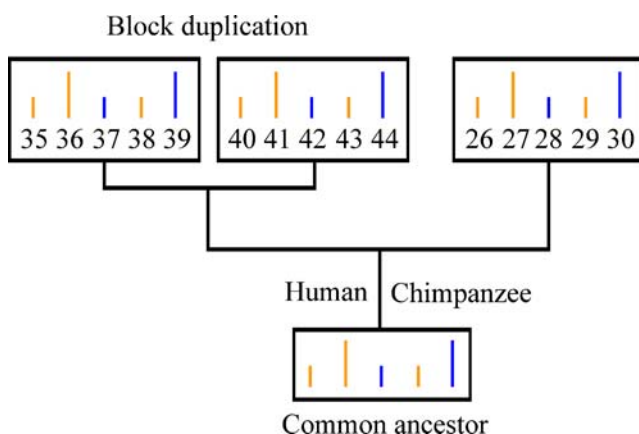 Block duplication
35 36 37 38 39 40 41 42 43 44 26 27 28 29 30
Human Chimpanzee
Common ancestor